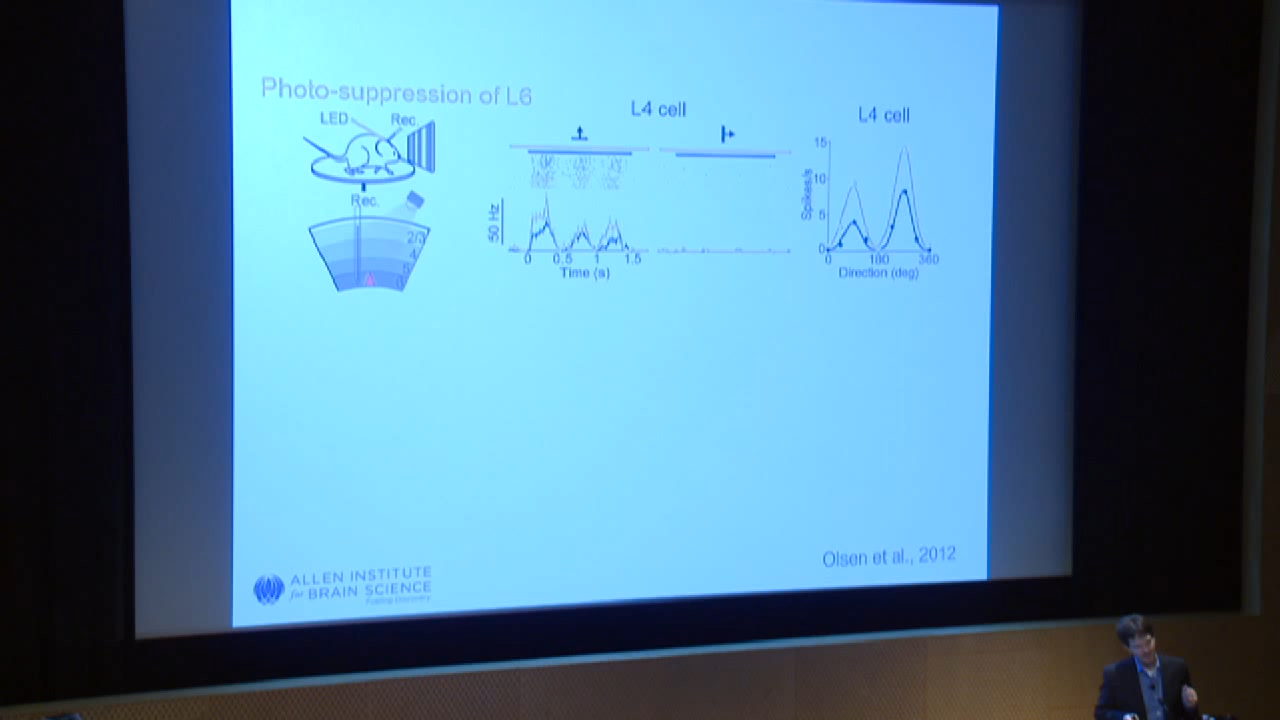 Photo-suppression of L6
LED
Rec.
Rec.
2/3
4
5
L4 cell
50 Hz
0 0.5 1 1.5
Time (s)
L4 cell
15
10
5
0
Spikes/s
0 180 360
Direction (deg)
Olsen et al., 2012
ALLEN INSTITUTE
for BRAIN SCIENCE
Fueling Discovery